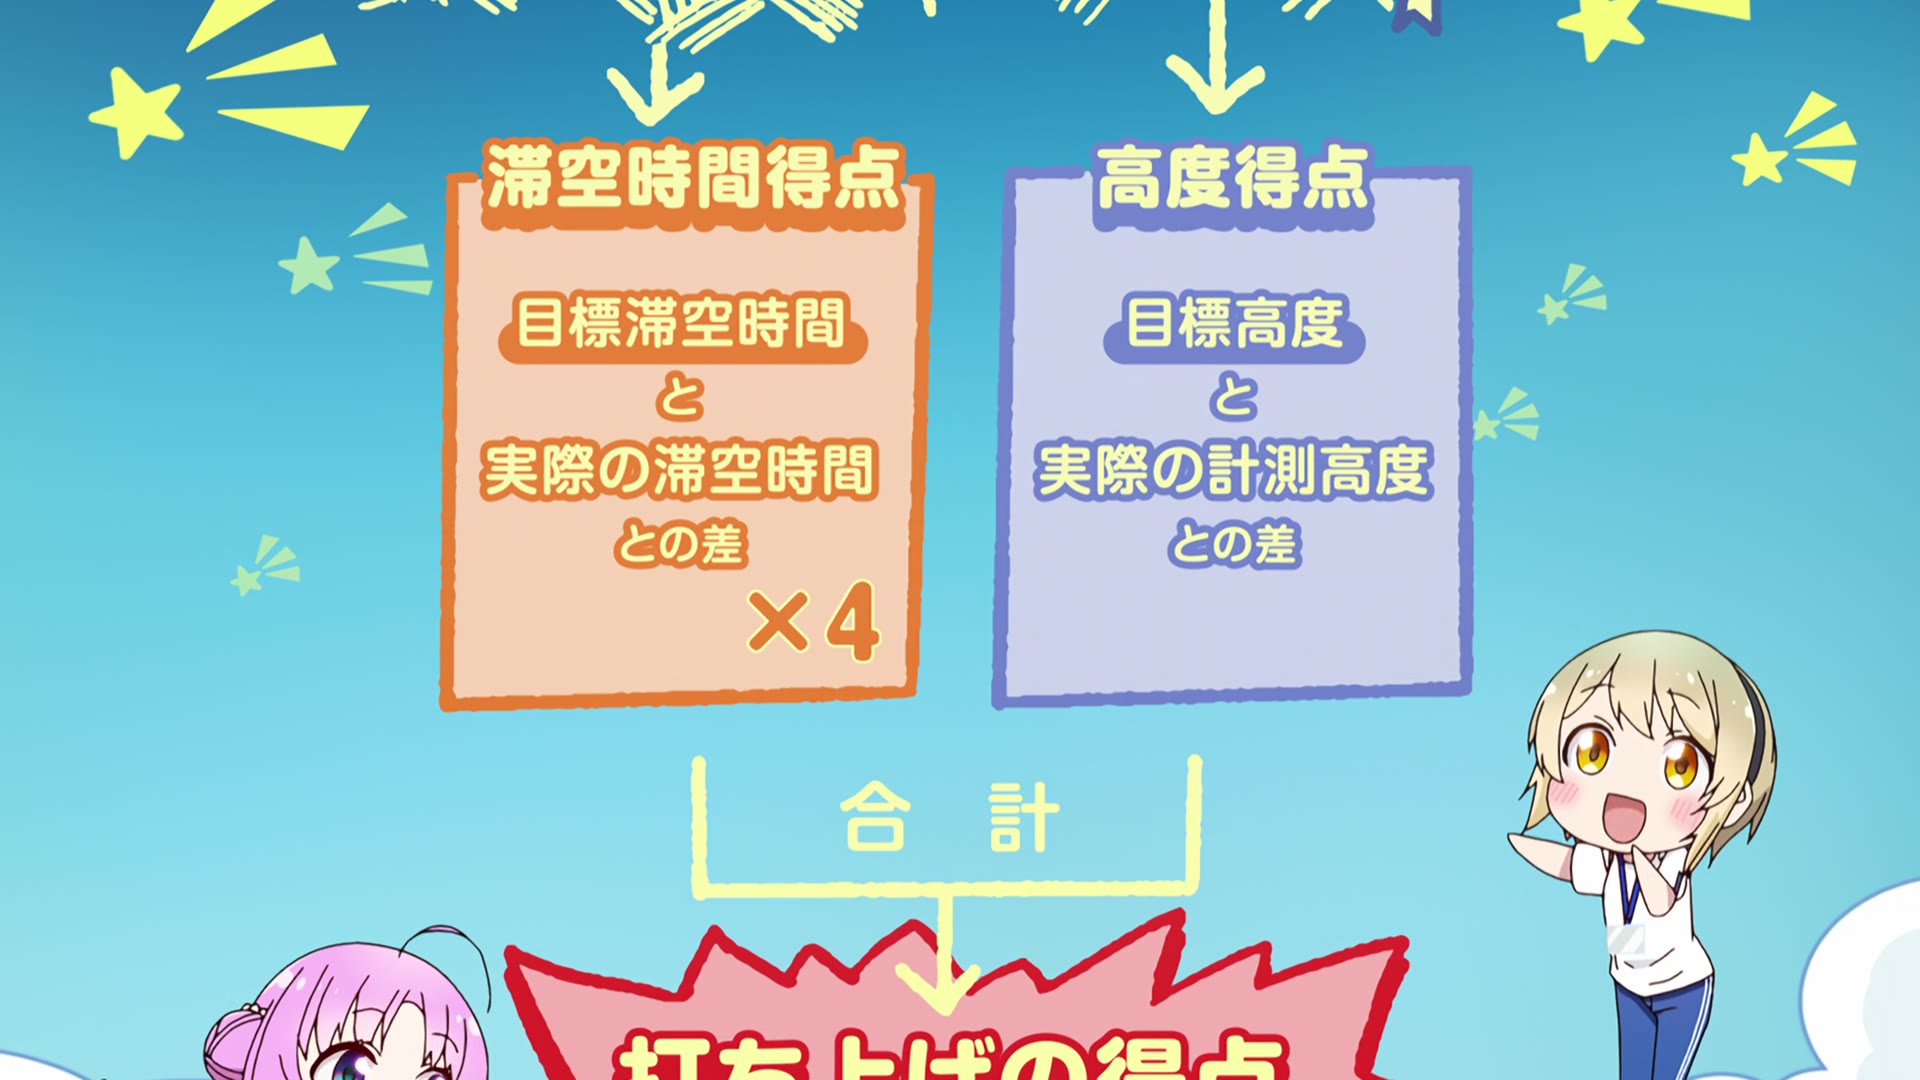 滞空時間得点
目標滞空時間
と
実際の滞空時間
との差
×4
高度得点
目標高度
と
実際の計測高度
との差
合 計
打ち上げの得点